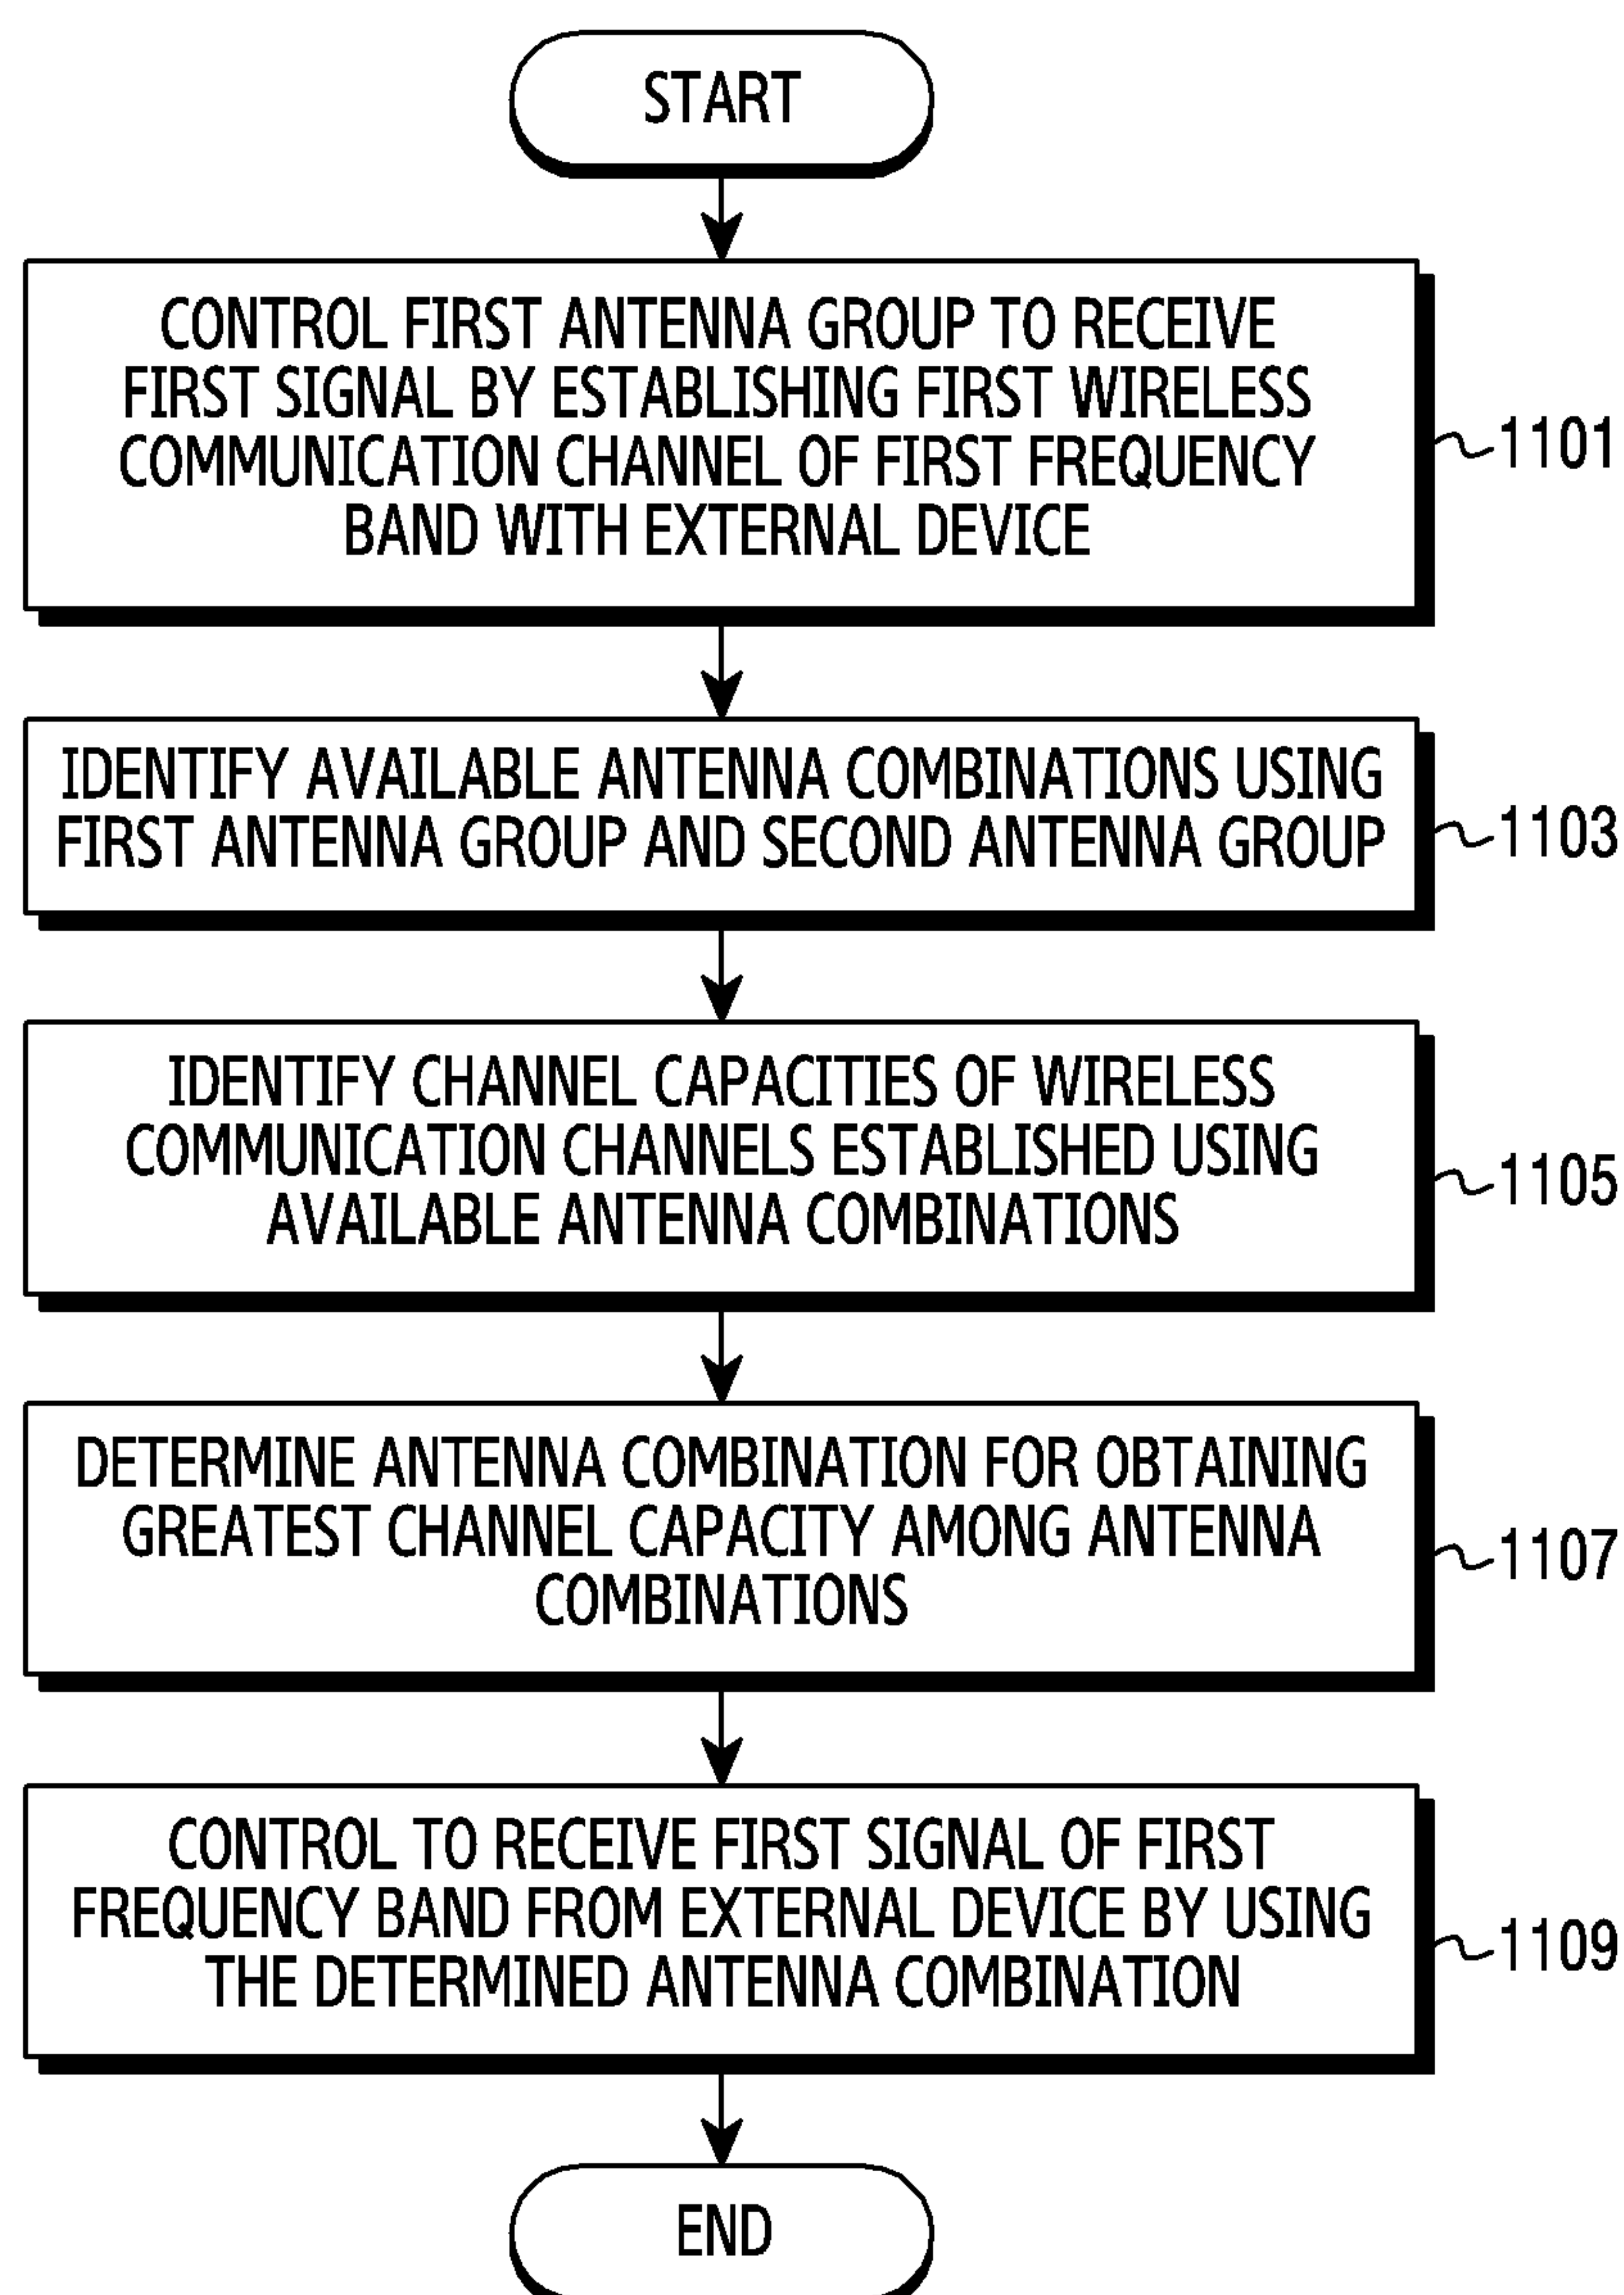 START
CONTROL FIRST ANTENNA GROUP TO RECEIVE
FIRST SIGNAL BY ESTABLISHING FIRST WIRELESS
COMMUNICATION CHANNEL OF FIRST FREQUENCY
BAND WITH EXTERNAL DEVICE
1101
IDENTIFY AVAILABLE ANTENNA COMBINATIONS USING
FIRST ANTENNA GROUP AND SECOND ANTENNA GROUP
1103
IDENTIFY CHANNEL CAPACITIES OF WIRELESS
COMMUNICATION CHANNELS ESTABLISHED USING
AVAILABLE ANTENNA COMBINATIONS
1105
DETERMINE ANTENNA COMBINATION FOR OBTAINING
GREATEST CHANNEL CAPACITY AMONG ANTENNA
COMBINATIONS
1107
CONTROL TO RECEIVE FIRST SIGNAL OF FIRST
FREQUENCY BAND FROM EXTERNAL DEVICE BY USING
THE DETERMINED ANTENNA COMBINATION
1109
END